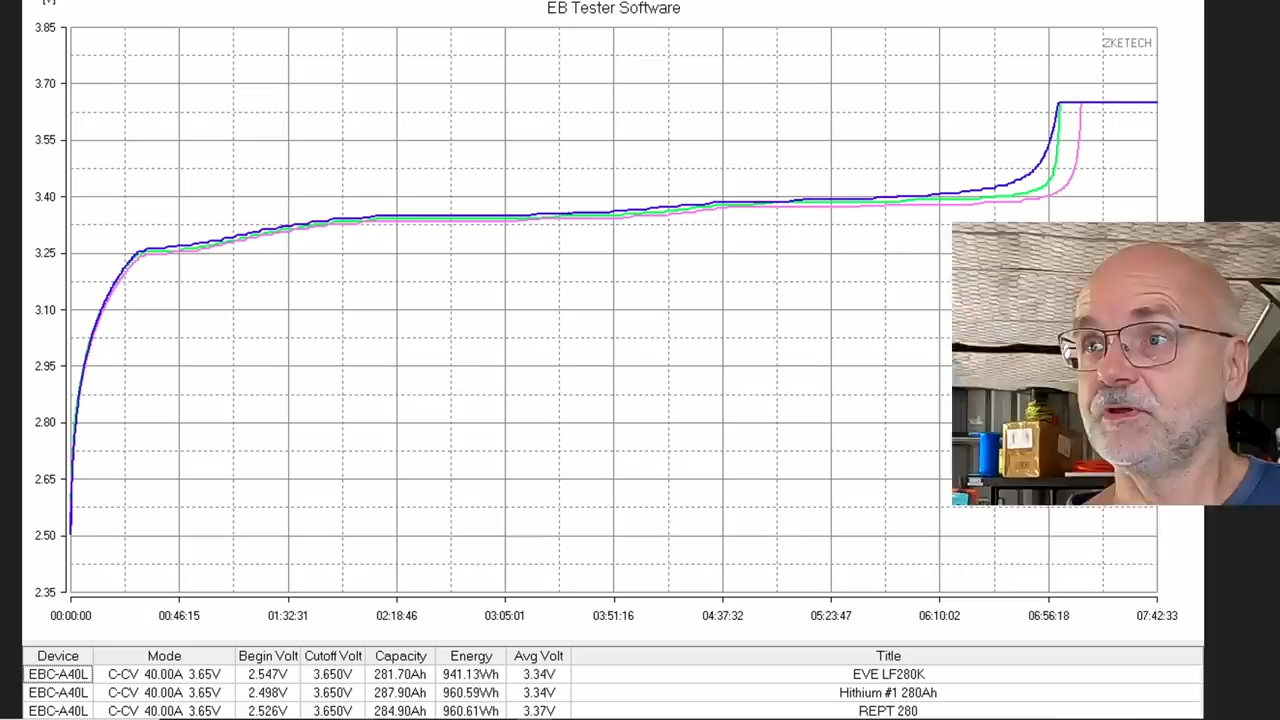 [V]
EB Tester Software
3.85
ZKETECH
3.70
3.55
3.40
3.25
3.10
2.95
2.80
2.65
2.50
2.35
00:00:00 00:46:15 01:32:31 02:18:46 03:05:01 03:51:16 04:37:32 05:23:47 06:10:02 06:56:18 07:42:33
Device Mode Begin Volt Cutoff Volt Capacity Energy Avg Volt Title
EBC-A40L C-CV 40.00A 3.65V 2.547V 3.650V 281.70Ah 941.13Wh 3.34V EVE LF280K
EBC-A40L C-CV 40.00A 3.65V 2.498V 3.650V 287.90Ah 960.59Wh 3.34V Hithium #1 280Ah
EBC-A40L C-CV 40.00A 3.65V 2.526V 3.650V 284.90Ah 960.61Wh 3.37V REPT 280